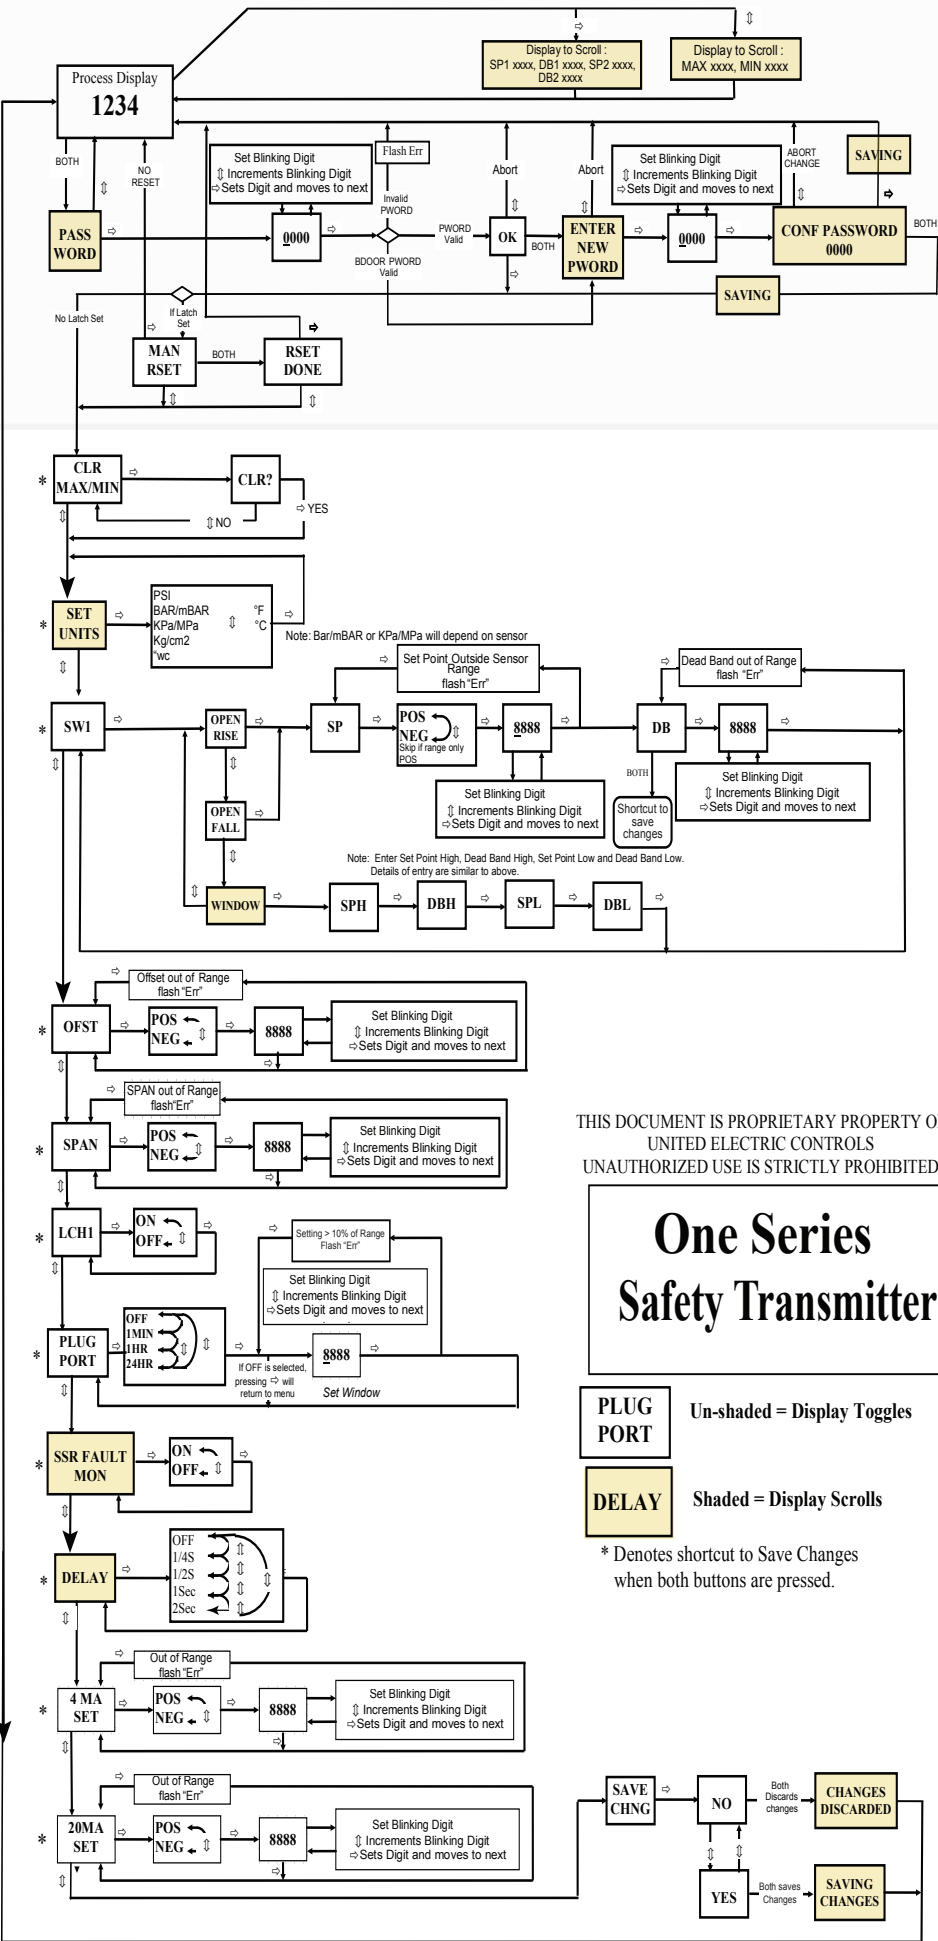 Display to Scroll :
SP1 xxxx, DB1 xxxx, SP2 xxxx,
DB2 xxxx
Display to Scroll :
MAX xxxx, MIN xxxx
Process Display
1234
BOTH
NO
RESET
Set Blinking Digit
⇳ Increments Blinking Digit
⇨Sets Digit and moves to next
Flash Err
Invalid
PWORD
Abort
Abort
Set Blinking Digit
⇳ Increments Blinking Digit
⇨Sets Digit and moves to next
ABORT
CHANGE
SAVING
PASS
WORD
0000
PWORD
Valid
BDOOR PWORD
Valid
OK
BOTH
ENTER
NEW
PWORD
0000
CONF PASSWORD
0000
BOTH
SAVING
No Latch Set
If Latch
Set
MAN
RSET
BOTH
RSET
DONE
* CLR
MAX/MIN
CLR?
⇨ YES
⇳ NO
* SET
UNITS
PSI
BAR/mBAR
KPa/MPa
Kg/cm2
"wc
°F
°C
Note: Bar/mBAR or KPa/MPa will depend on sensor
Set Point Outside Sensor
Range
flash "Err"
Dead Band out of Range
flash "Err"
* SW1
OPEN
RISE
SP
POS
NEG
Skip if range only
POS
8888
DB
8888
Set Blinking Digit
⇳ Increments Blinking Digit
⇨Sets Digit and moves to next
BOTH
Shortcut to
save
changes
Set Blinking Digit
⇳ Increments Blinking Digit
⇨Sets Digit and moves to next
OPEN
FALL
Note: Enter Set Point High, Dead Band High, Set Point Low and Dead Band Low.
Details of entry are similar to above.
WINDOW
SPH
DBH
SPL
DBL
Offset out of Range
flash "Err"
* OFST
POS
NEG
8888
Set Blinking Digit
⇳ Increments Blinking Digit
⇨Sets Digit and moves to next
SPAN out of Range
flash"Err"
* SPAN
POS
NEG
8888
Set Blinking Digit
⇳ Increments Blinking Digit
⇨Sets Digit and moves to next
THIS DOCUMENT IS PROPRIETARY PROPERTY
UNITED ELECTRIC CONTROLS
UNAUTHORIZED USE IS STRICTLY PROHIBITED
One Series
Safety Transmitter
* LCH1
ON
OFF
Setting > 10% of Range
Flash "Err"
Set Blinking Digit
⇳ Increments Blinking Digit
⇨Sets Digit and moves to next
* PLUG
PORT
OFF
1MIN
1HR
24HR
If OFF is selected,
pressing ⇨ will
return to menu
8888
Set Window
PLUG
PORT
Un-shaded = Display Toggles
DELAY
Shaded = Display Scrolls
* Denotes shortcut to Save Changes
when both buttons are pressed.
* SSR FAULT
MON
ON
OFF
* DELAY
OFF
1/4S
1/2S
1Sec
2Sec
Out of Range
flash "Err"
* 4 MA
SET
POS
NEG
8888
Set Blinking Digit
⇳ Increments Blinking Digit
⇨Sets Digit and moves to next
Out of Range
flash "Err"
* 20MA
SET
POS
NEG
8888
Set Blinking Digit
⇳ Increments Blinking Digit
⇨Sets Digit and moves to next
SAVE
CHNG
NO
Both
Discards
changes
CHANGES
DISCARDED
YES
Both saves
Changes
SAVING
CHANGES